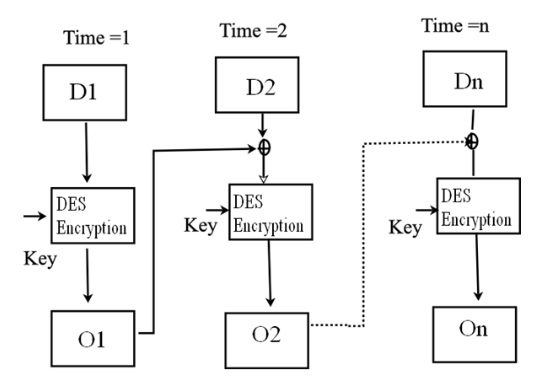 Time =1
Time =2
Time =n
D1
D2
Dn
DES
Encryption
DES
Encryption
DES
Encryption
Key
Key
Key
O1
O2
On